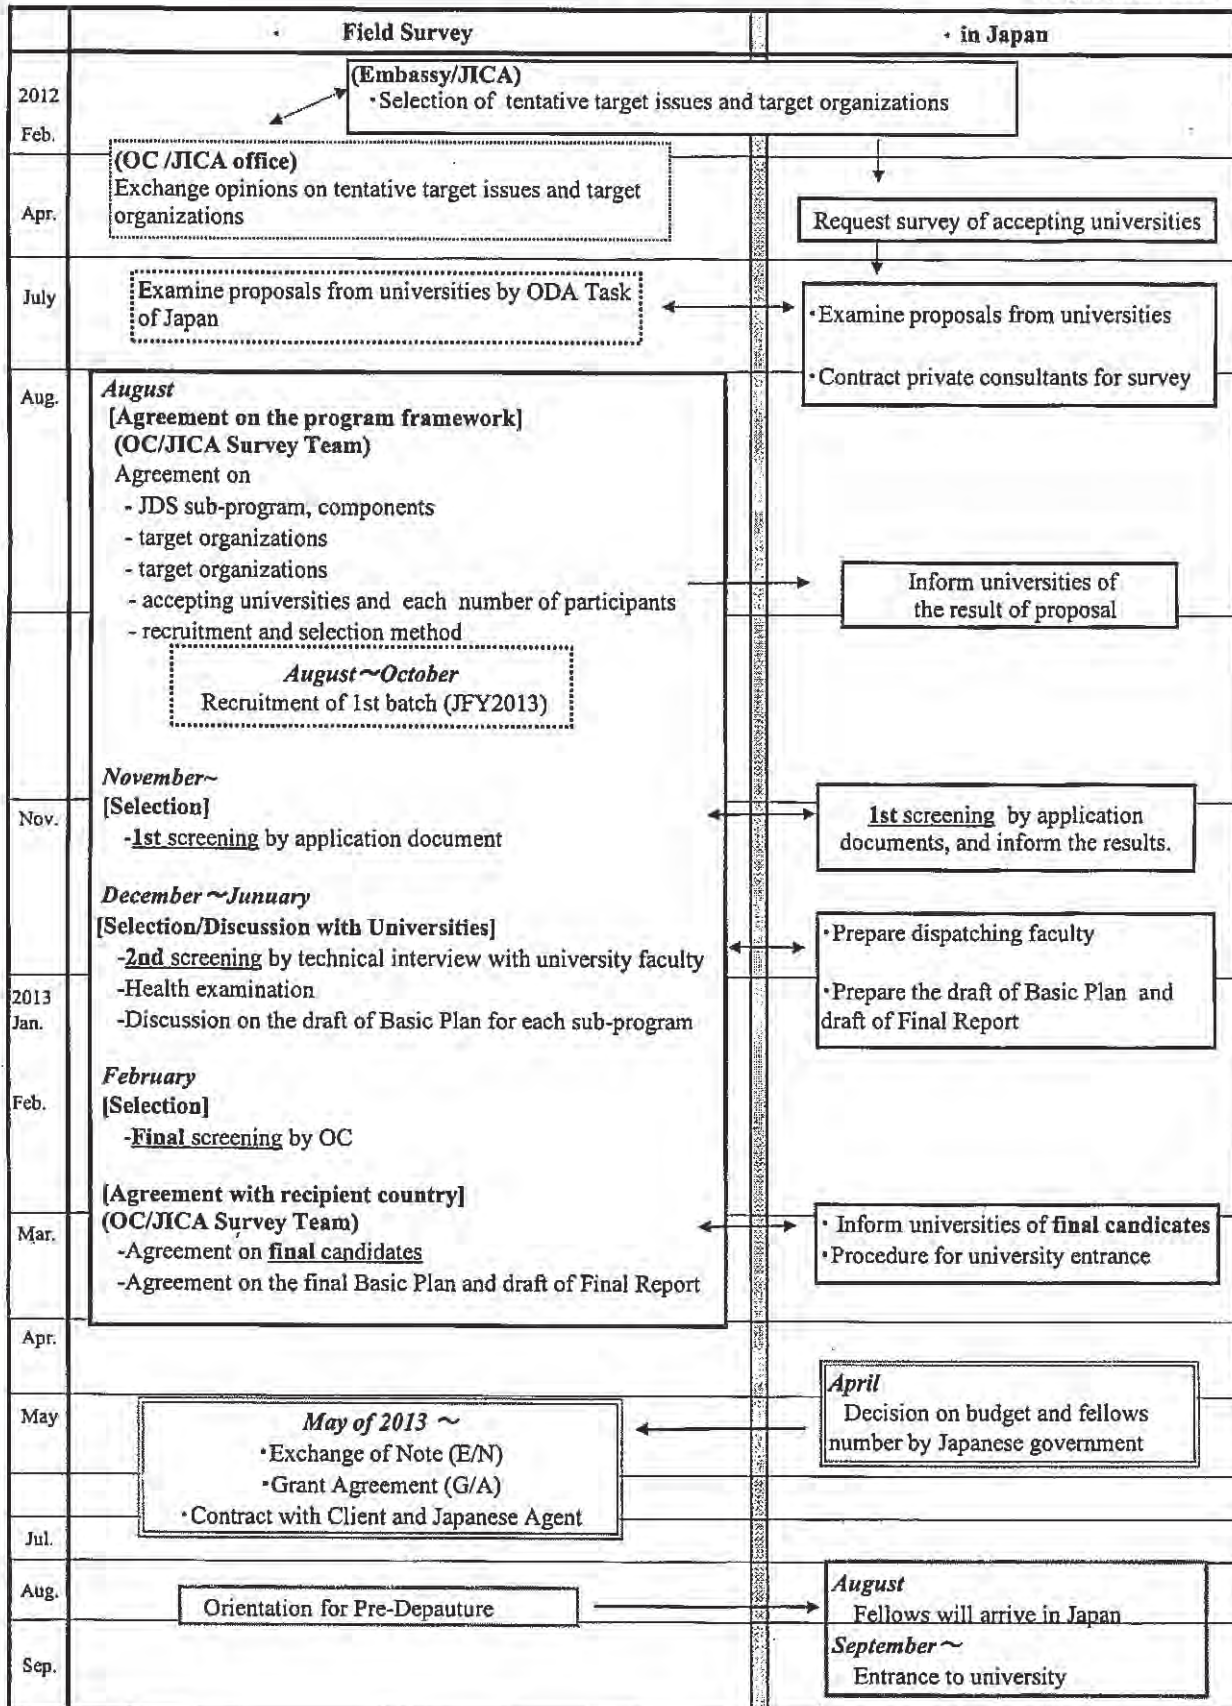 · Field Survey
· in Japan
2012
Feb.
(Embassy/JICA)
・Selection of tentative target issues and target organizations
(OC /JICA office)
Exchange opinions on tentative target issues and target
organizations
Apr.
Request survey of accepting universities
July
Examine proposals from universities by ODA Task
of Japan
・Examine proposals from universities
・Contract private consultants for survey
Aug.
August
[Agreement on the program framework]
(OC/JICA Survey Team)
Agreement on
- JDS sub-program, components
- target organizations
- target organizations
- accepting universities and each number of participants
- recruitment and selection method
Inform universities of
the result of proposal
August～October
Recruitment of 1st batch (JFY2013)
Nov.
November~
[Selection]
-1st screening by application document
1st screening by application
documents, and inform the results.
December ～Junuary
[Selection/Discussion with Universities]
-2nd screening by technical interview with university faculty
-Health examination
-Discussion on the draft of Basic Plan for each sub-program
・Prepare dispatching faculty
・Prepare the draft of Basic Plan and
draft of Final Report
2013
Jan.
Feb.
February
[Selection]
-Final screening by OC
Mar.
[Agreement with recipient country]
(OC/JICA Survey Team)
-Agreement on final candidates
-Agreement on the final Basic Plan and draft of Final Report
・Inform universities of final candicates
・Procedure for university entrance
Apr.
April
Decision on budget and fellows
number by Japanese government
May
May of 2013 ～
・Exchange of Note (E/N)
・Grant Agreement (G/A)
・Contract with Client and Japanese Agent
Jul.
Aug.
Orientation for Pre-Depauture
August
Fellows will arrive in Japan
September～
Entrance to university
Sep.